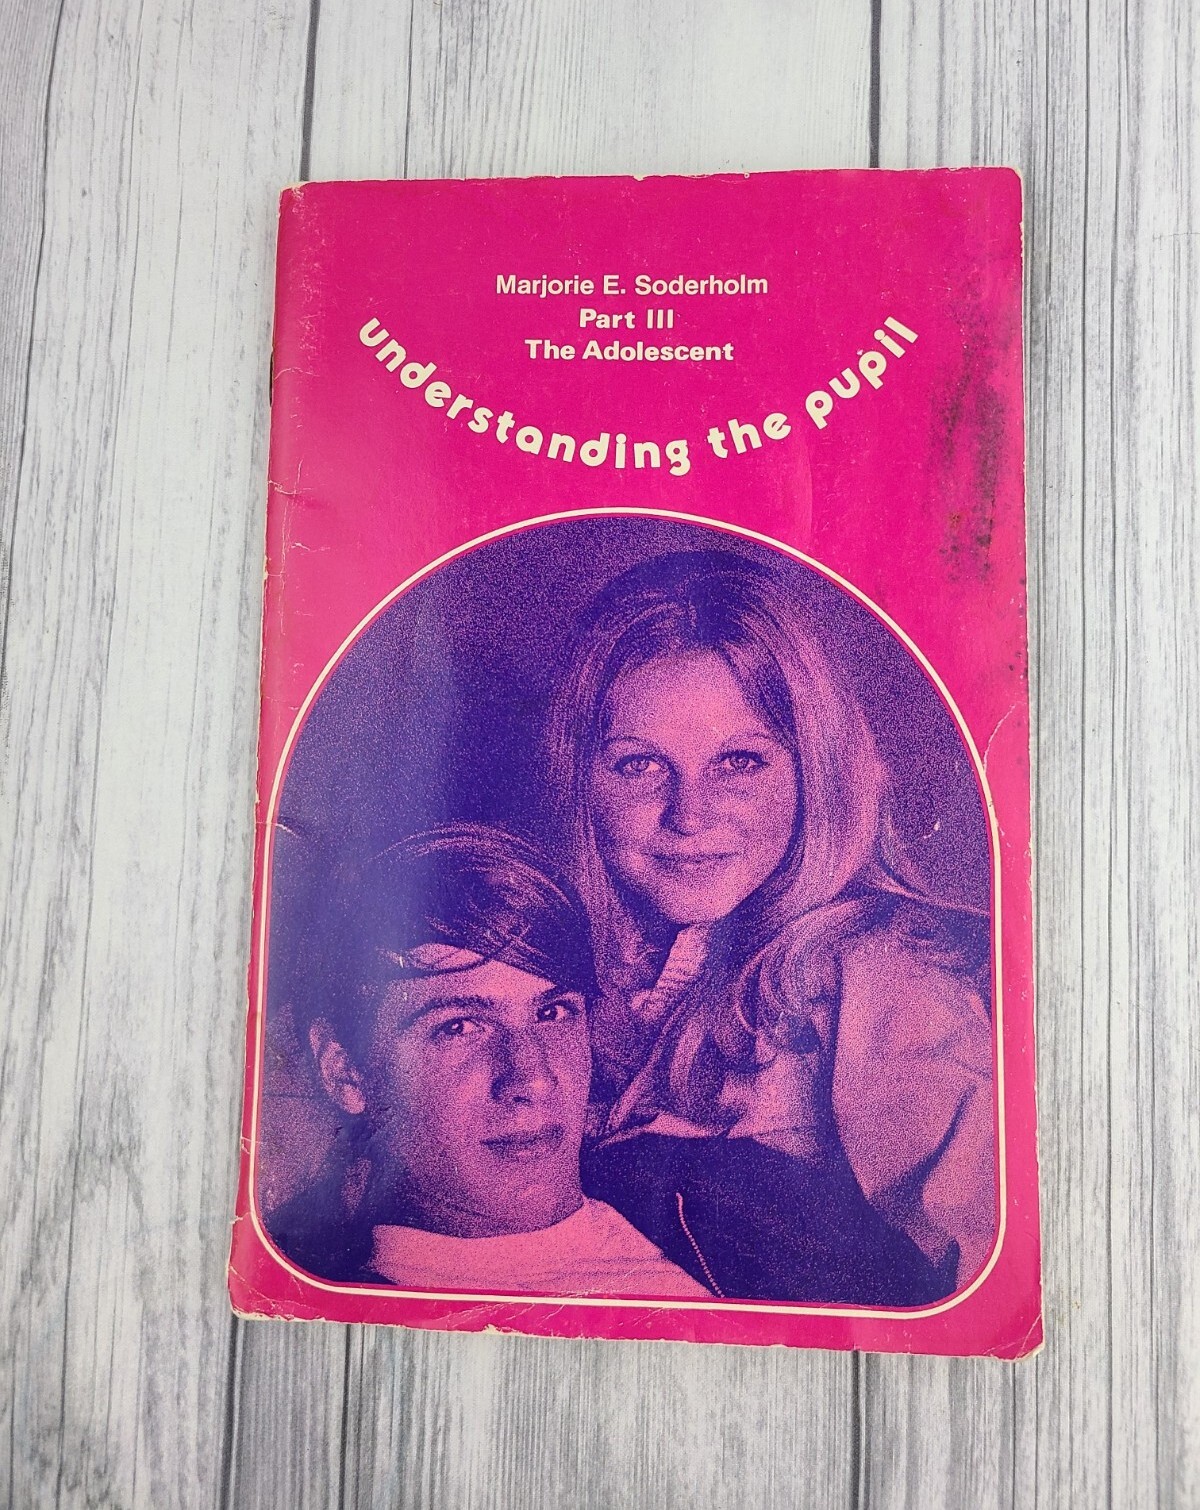 Marjorie E. Soderholm
Part III
The Adolescent
understanding the pupil